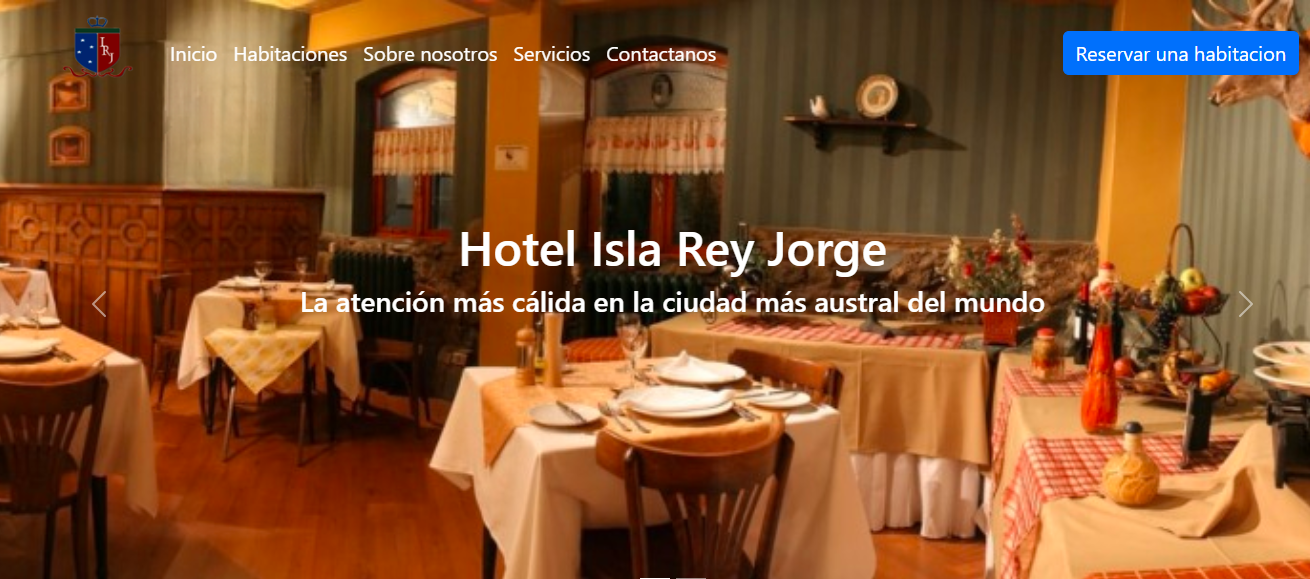 IRJ
Inicio Habitaciones Sobre nosotros Servicios Contactanos
Reservar una habitacion
Hotel Isla Rey Jorge
La atención más cálida en la ciudad más austral del mundo